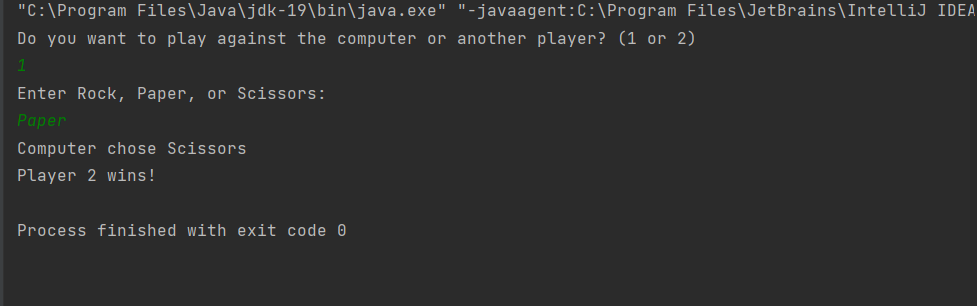 "C:\Program Files\Java\jdk-19\bin\java.exe" "-javaagent:C:\Program Files\JetBrains\IntelliJ IDEA
Do you want to play against the computer or another player? (1 or 2)
1
Enter Rock, Paper, or Scissors:
Paper
Computer chose Scissors
Player 2 wins!
Process finished with exit code 0